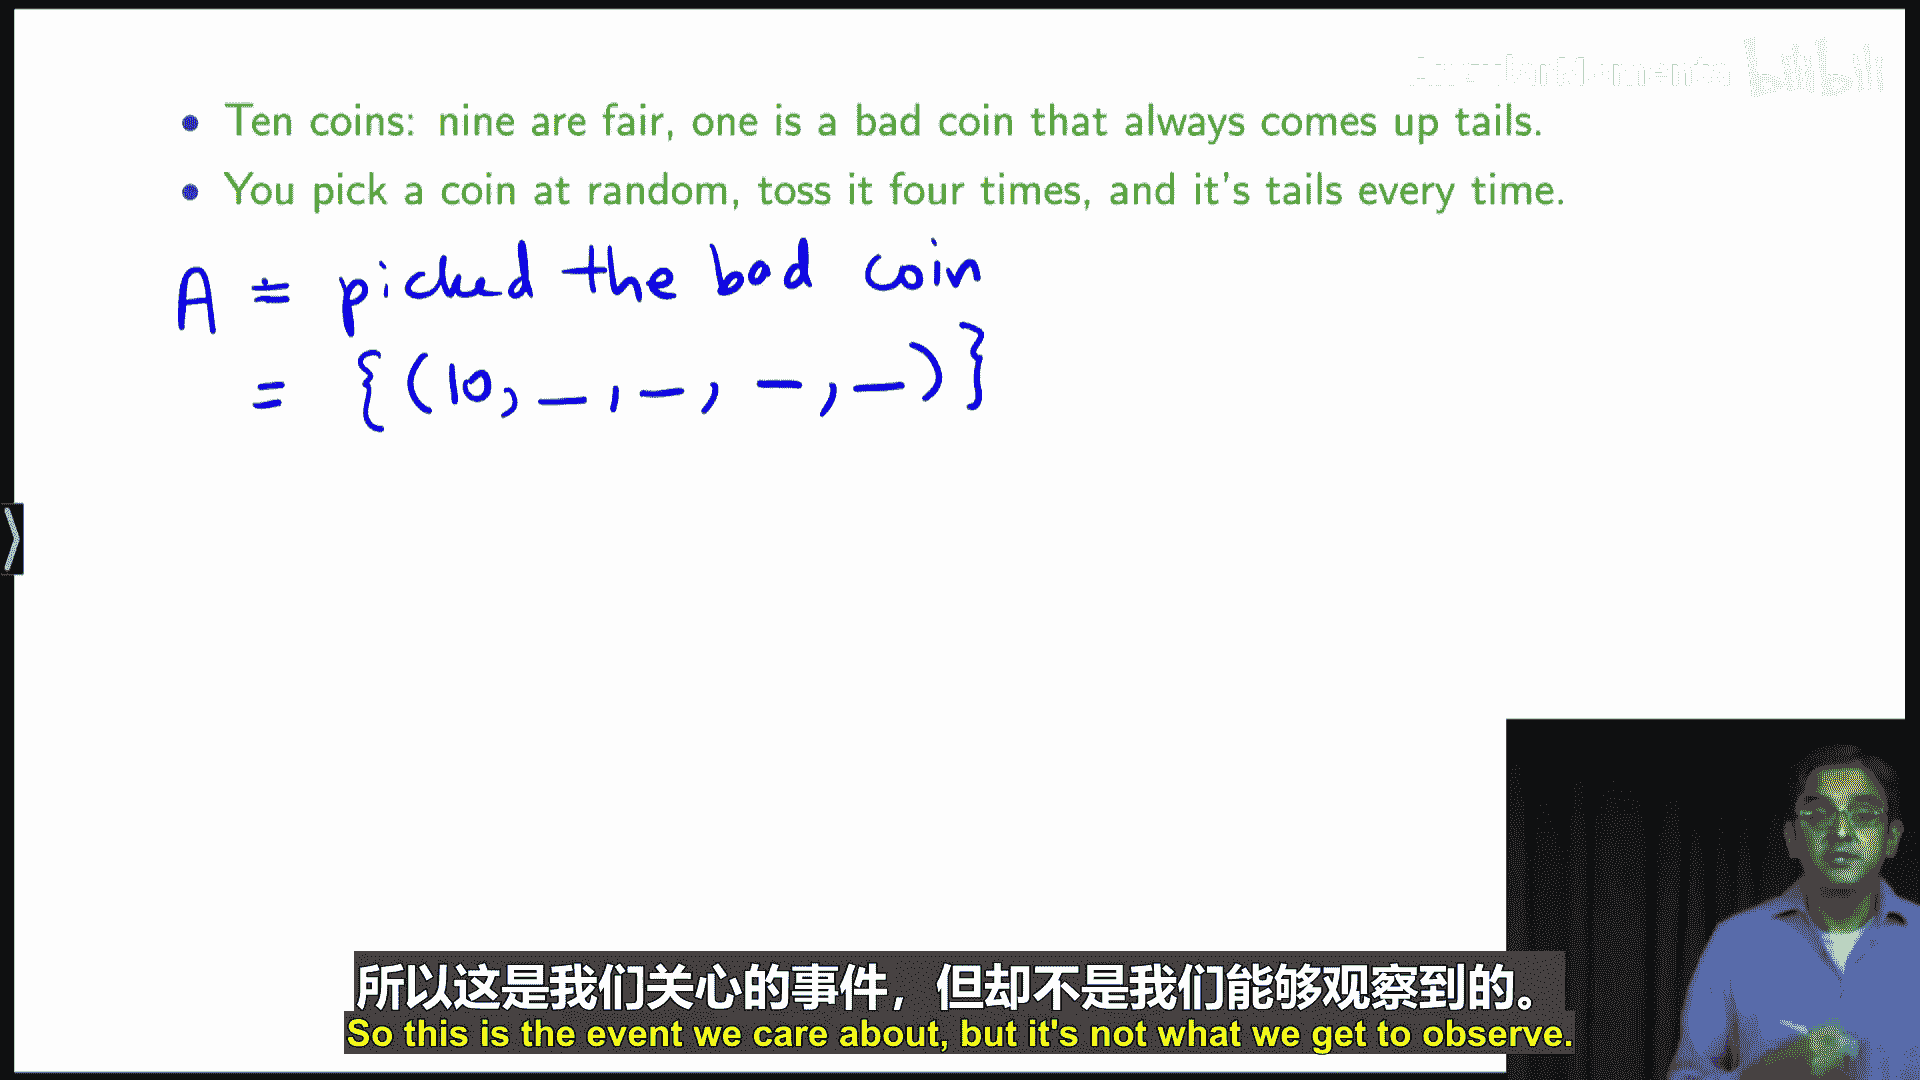 bilibili
• Ten coins: nine are fair, one is a bad coin that always comes up tails.
• You pick a coin at random, toss it four times, and it's tails every time.
A = picked the bad coin
= {(10, _, _, _, _)}
所以这是我们关心的事件，但却不是我们能够观察到的。
So this is the event we care about, but it's not what we get to observe.